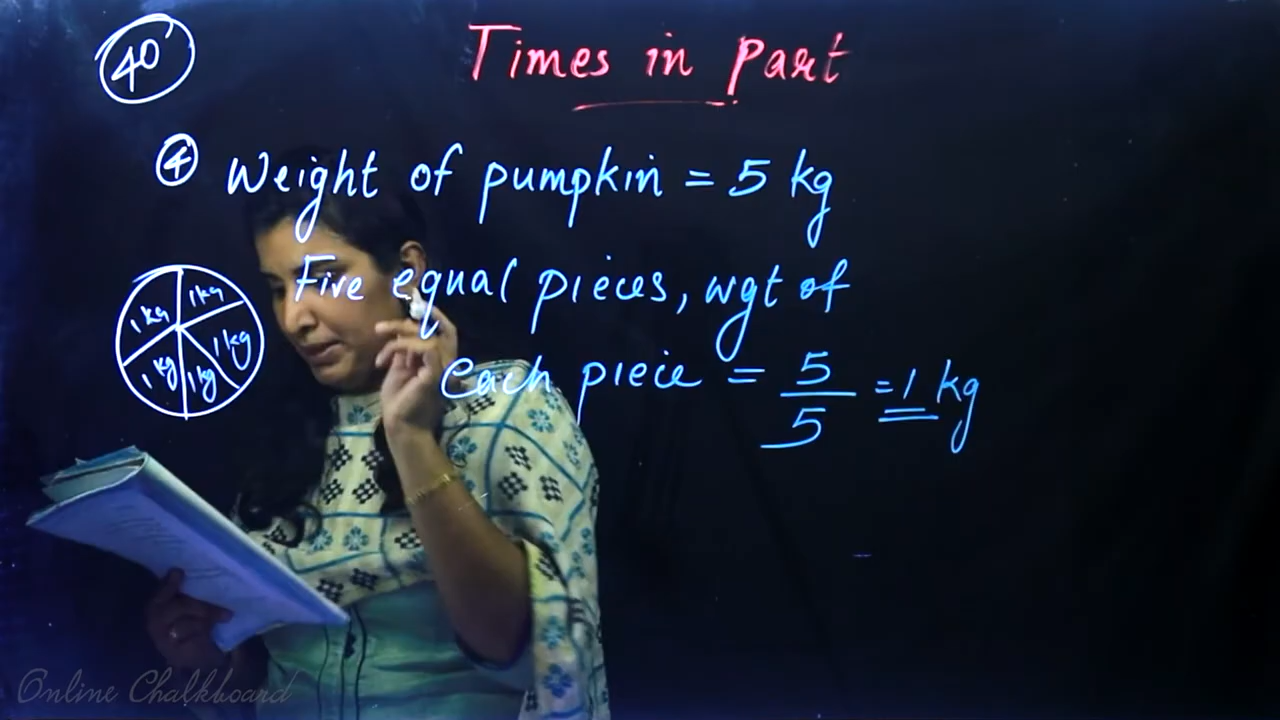 40
Times in part
4 Weight of pumpkin = 5 kg
Five equal pieces, wgt of
each piece = 5/5 = 1 kg
1 kg
1 kg
1 kg
1 kg
1 kg
Online Chalkboard